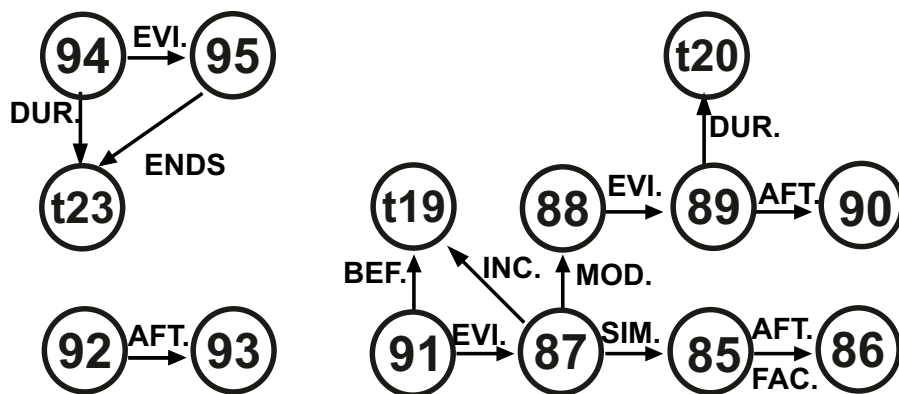 94 EVI. 95
DUR.
ENDS
t23
92 AFT. 93
t20
DUR.
t19 88 EVI. 89 AFT. 90
BEF. INC. MOD.
91 EVI. 87 SIM. 85 AFT. 86
FAC.